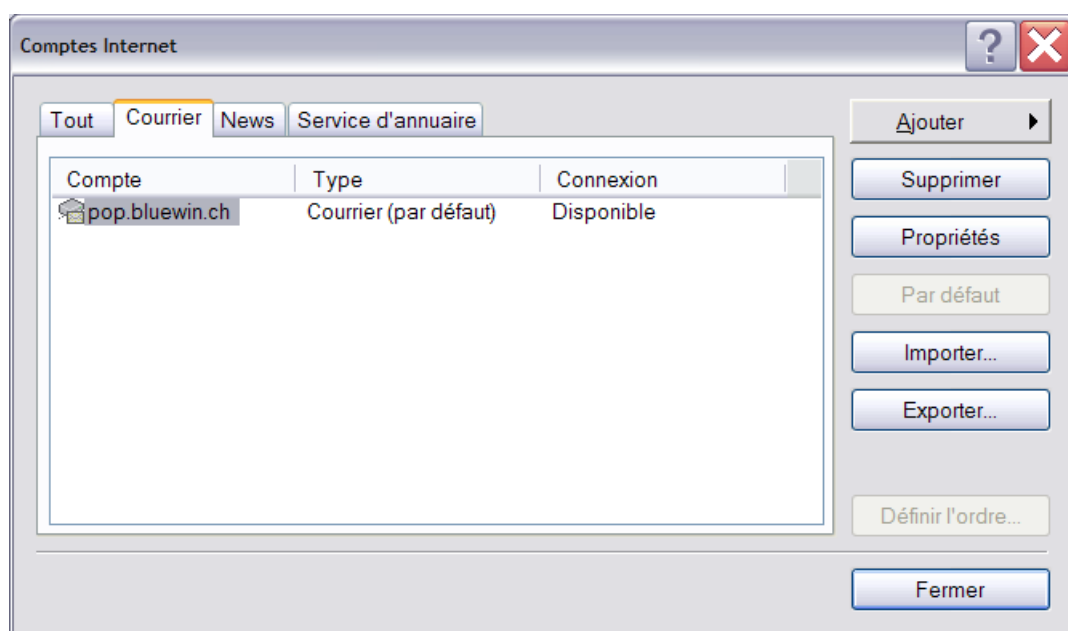 Comptes Internet
?
Tout Courrier News Service d'annuaire
Ajouter
Compte Type Connexion
Supprimer
pop.bluewin.ch Courrier (par défaut) Disponible
Propriétés
Par défaut
Importer...
Exporter...
Définir l'ordre...
Fermer